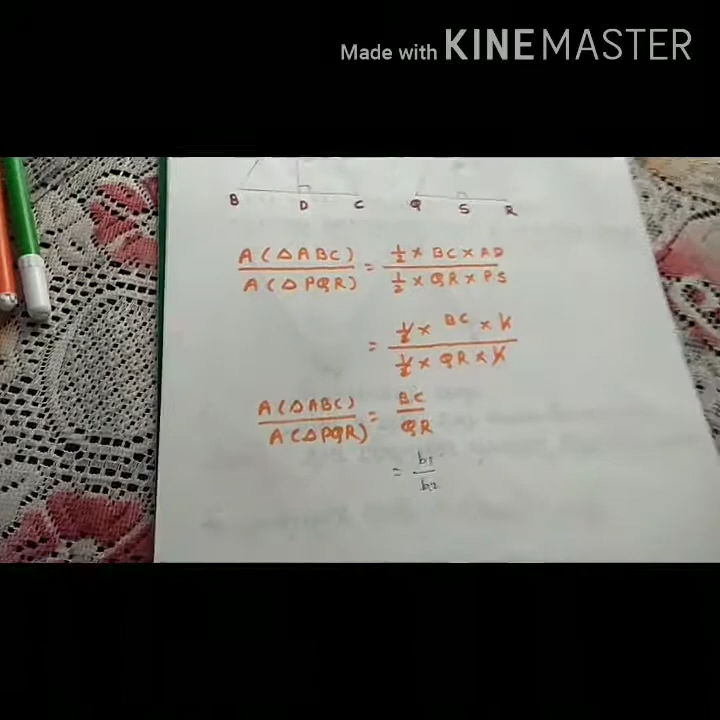 Made with KINEMASTER
B D C Q S R
A(△ABC) / A(△PQR) = 1/2 × BC × AD / 1/2 × QR × PS
= 1/2 × BC × h / 1/2 × QR × h
A(△ABC) / A(△PQR) = BC / QR
= b1 / b2